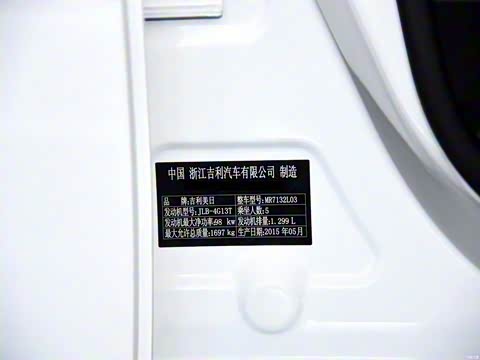 中国 浙江吉利汽车有限公司 制造
品 牌:吉利美日 整车型号:MR7132L03
发动机型号:JLB-4G13T 乘坐人数:5
发动机最大净功率:98 kw 发动机排量:1.299 L
最大允许总质量:1697 kg 生产日期:2015 年05月